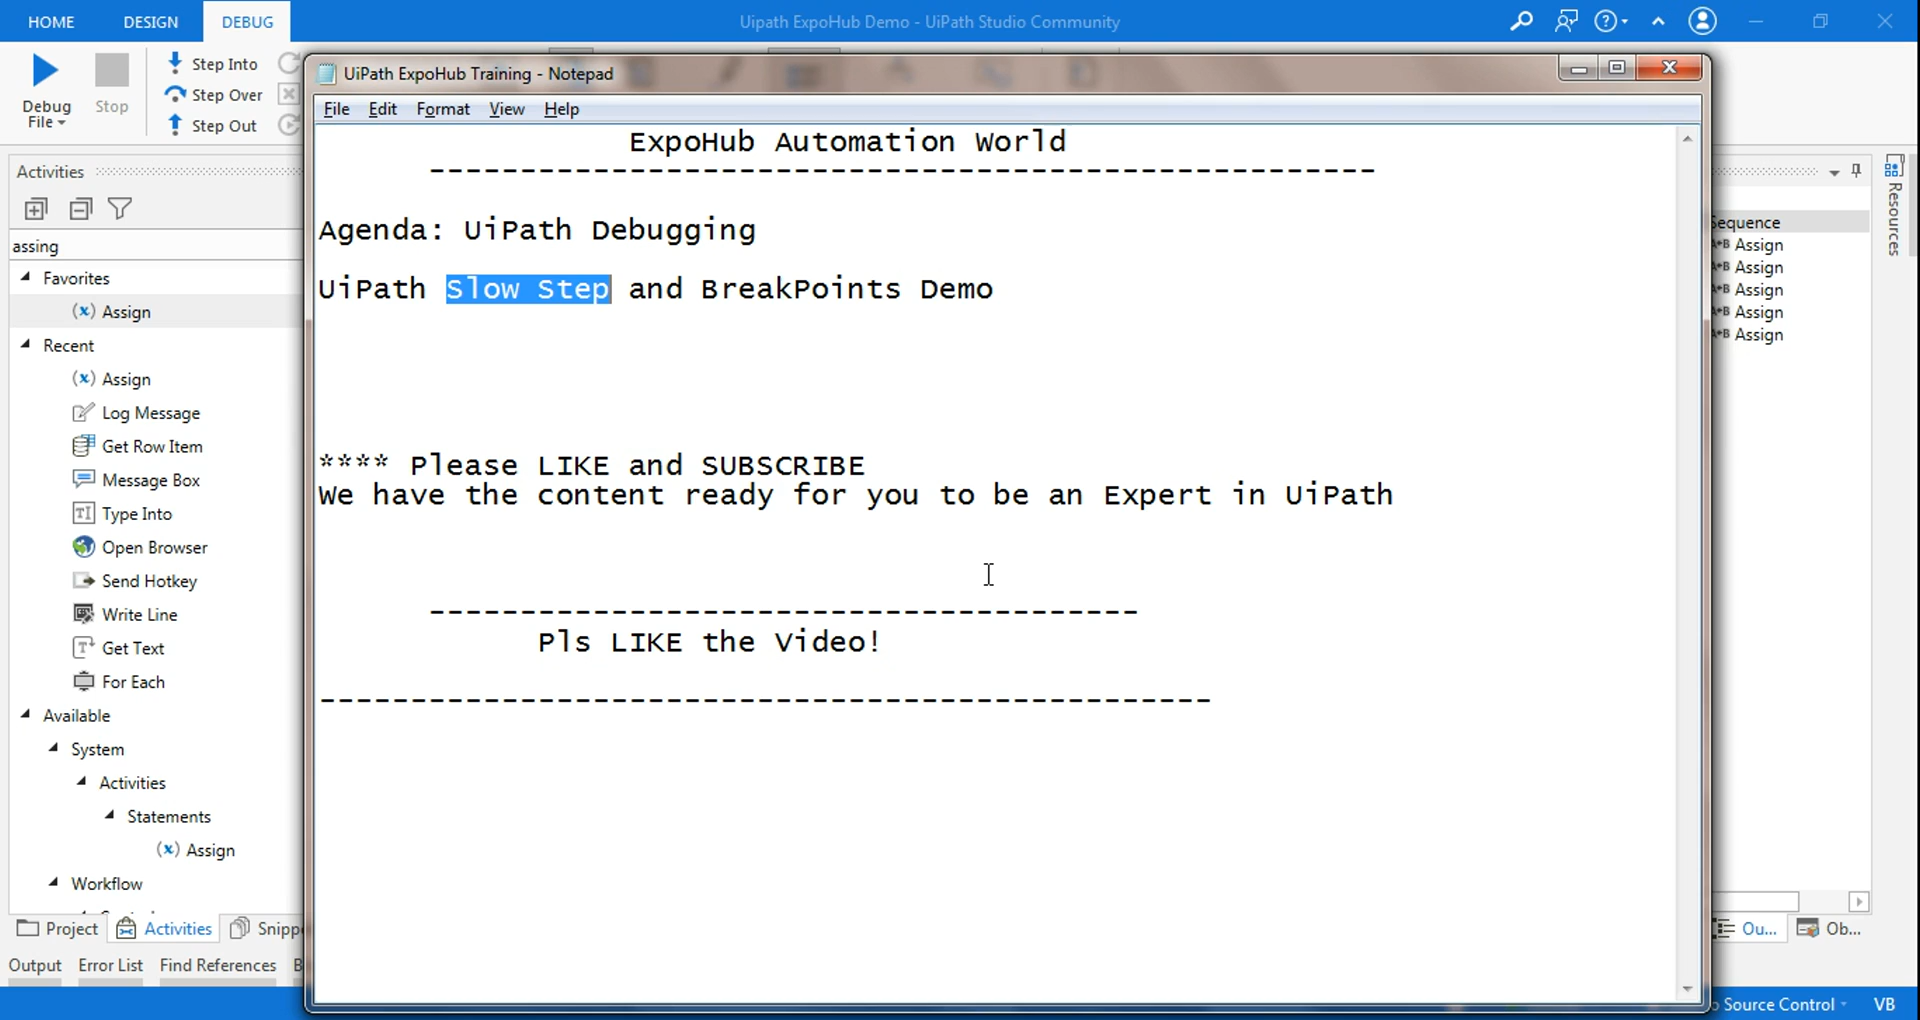 HOME DESIGN DEBUG Uipath ExpoHub Demo - UiPath Studio Community
Debug File Stop Step Into
Step Over
Step Out
UiPath ExpoHub Training - Notepad
File Edit Format View Help
ExpoHub Automation World
----------------------------------------------------
Agenda: UiPath Debugging
UiPath Slow Step and BreakPoints Demo
**** Please LIKE and SUBSCRIBE
We have the content ready for you to be an Expert in UiPath
---------------------------------------
Pls LIKE the Video!
-------------------------------------------------
Activities
assing
Favorites
Assign
Recent
Assign
Log Message
Get Row Item
Message Box
Type Into
Open Browser
Send Hotkey
Write Line
Get Text
For Each
Available
System
Activities
Statements
Assign
Workflow
Project Activities Snipp
Output Error List Find References B
Resources
Sequence
Assign
Assign
Assign
Assign
Assign
Ou... Ob...
Source Control VB